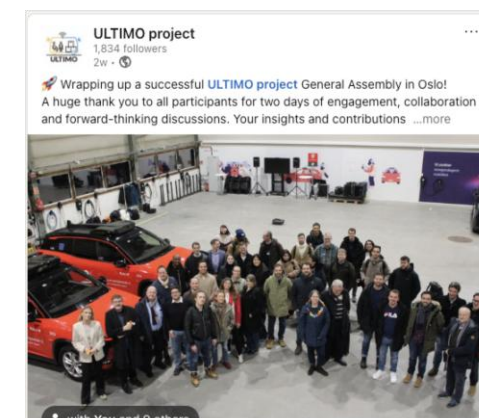 ULTIMO project
1,834 followers
2w •
ULTIMO
🚀 Wrapping up a successful ULTIMO project General Assembly in Oslo!
A huge thank you to all participants for two days of engagement, collaboration
and forward-thinking discussions. Your insights and contributions ...more
FILA
with You and 9 others